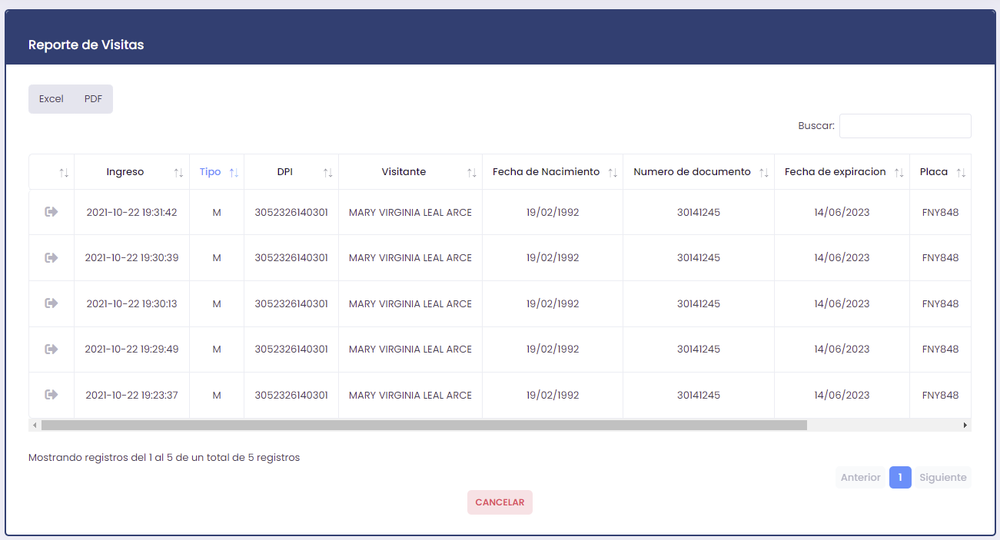 Reporte de Visitas
Excel PDF
Buscar:
Ingreso Tipo DPI Visitante Fecha de Nacimiento Numero de documento Fecha de expiracion Placa
2021-10-22 19:31:42 M 3052326140301 MARY VIRGINIA LEAL ARCE 19/02/1992 30141245 14/06/2023 FNY848
2021-10-22 19:30:39 M 3052326140301 MARY VIRGINIA LEAL ARCE 19/02/1992 30141245 14/06/2023 FNY848
2021-10-22 19:30:13 M 3052326140301 MARY VIRGINIA LEAL ARCE 19/02/1992 30141245 14/06/2023 FNY848
2021-10-22 19:29:49 M 3052326140301 MARY VIRGINIA LEAL ARCE 19/02/1992 30141245 14/06/2023 FNY848
2021-10-22 19:23:37 M 3052326140301 MARY VIRGINIA LEAL ARCE 19/02/1992 30141245 14/06/2023 FNY848
Mostrando registros del 1 al 5 de un total de 5 registros
Anterior 1 Siguiente
CANCELAR